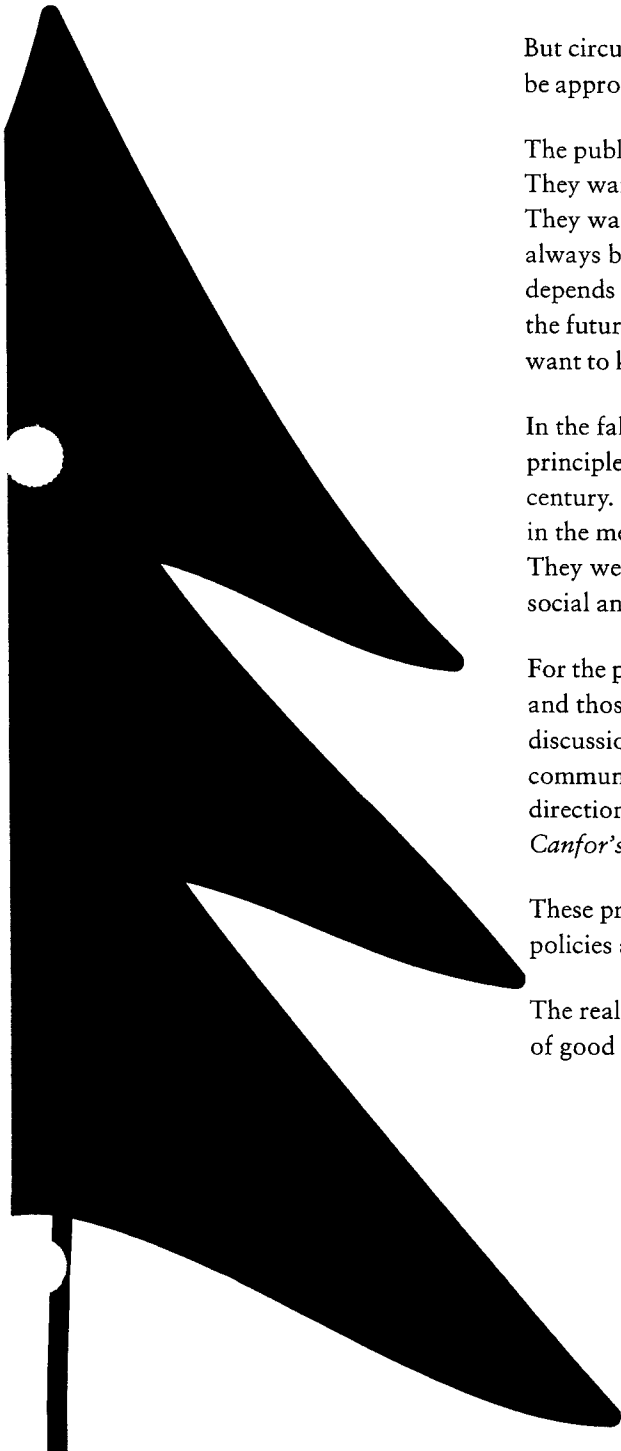 But circu
be appro
The publ
They wa
They wa
always b
depends
the futur
want to k
In the fal
principle
century.
in the me
They we
social an
For the p
and thos
discussio
commun
direction
Canfor's
These pr
policies a
The real
of good